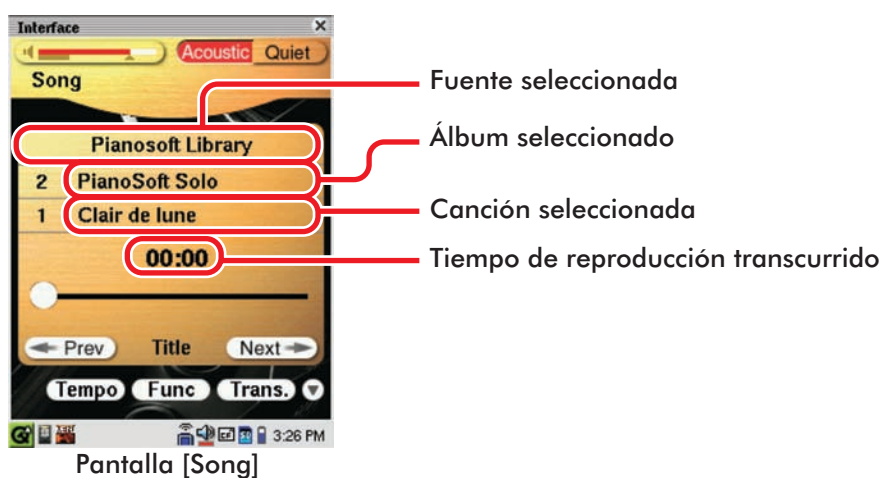 Interface ×
Acoustic Quiet
Song
Pianosoft Library
2 PianoSoft Solo
1 Clair de lune
00:00
Prev Title Next
Tempo Func Trans.
3:26 PM
Fuente seleccionada
Álbum seleccionado
Canción seleccionada
Tiempo de reproducción transcurrido
Pantalla [Song]